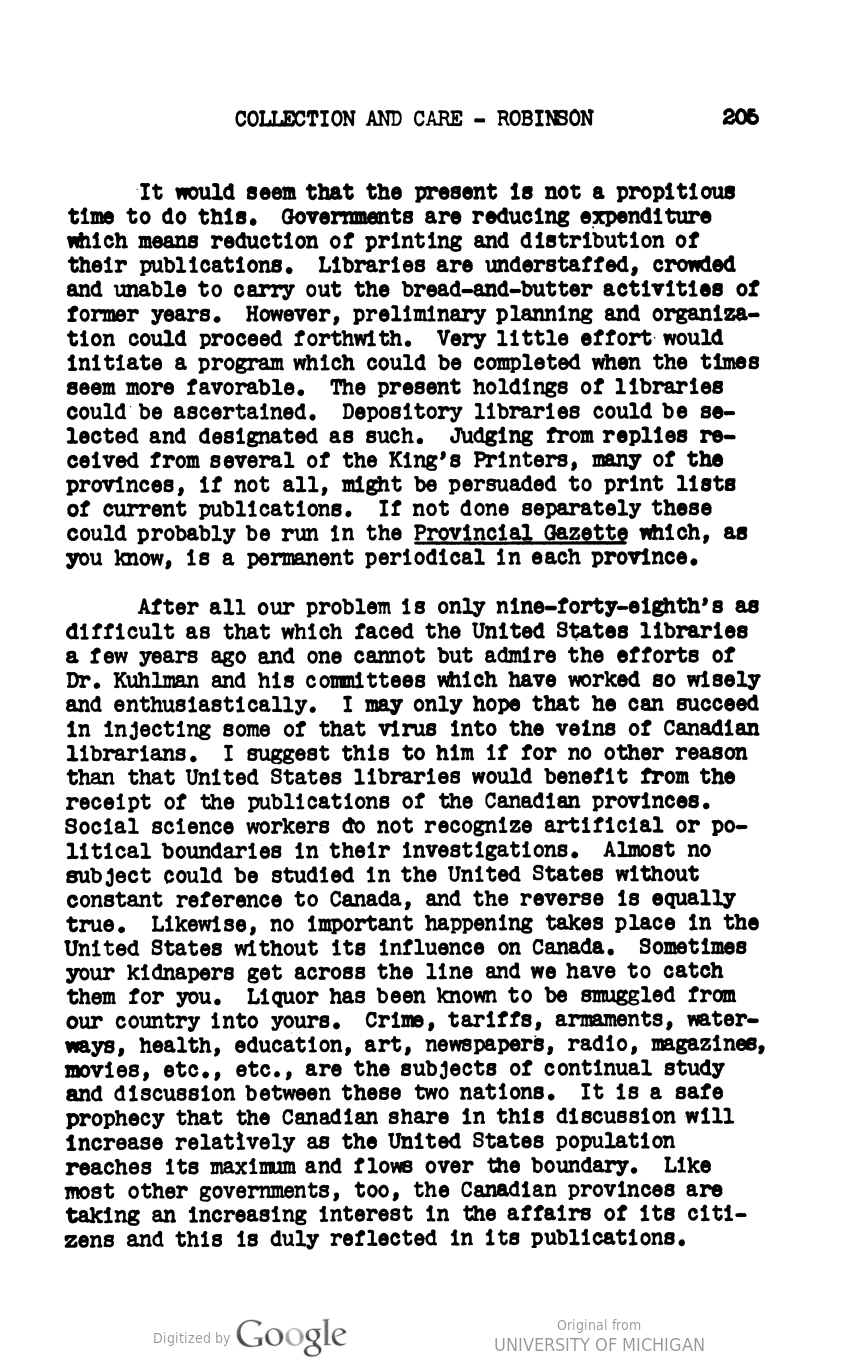 COLLECTION AND CARE - ROBINSON 205
It would seem that the present is not a propitious
time to do this. Governments are reducing expenditure
which means reduction of printing and distribution of
their publications. Libraries are understaffed, crowded
and unable to carry out the bread-and-butter activities of
former years. However, preliminary planning and organiza-
tion could proceed forthwith. Very little effort would
initiate a program which could be completed when the times
seem more favorable. The present holdings of libraries
could be ascertained. Depository libraries could be se-
lected and designated as such. Judging from replies re-
ceived from several of the King's Printers, many of the
provinces, if not all, might be persuaded to print lists
of current publications. If not done separately these
could probably be run in the Provincial Gazette which, as
you know, is a permanent periodical in each province.
After all our problem is only nine-forty-eighth's as
difficult as that which faced the United States libraries
a few years ago and one cannot but admire the efforts of
Dr. Kuhlman and his committees which have worked so wisely
and enthusiastically. I may only hope that he can succeed
in injecting some of that virus into the veins of Canadian
librarians. I suggest this to him if for no other reason
than that United States libraries would benefit from the
receipt of the publications of the Canadian provinces.
Social science workers do not recognize artificial or po-
litical boundaries in their investigations. Almost no
subject could be studied in the United States without
constant reference to Canada, and the reverse is equally
true. Likewise, no important happening takes place in the
United States without its influence on Canada. Sometimes
your kidnapers get across the line and we have to catch
them for you. Liquor has been known to be smuggled from
our country into yours. Crime, tariffs, armaments, water-
ways, health, education, art, newspapers, radio, magazines,
movies, etc., etc., are the subjects of continual study
and discussion between these two nations. It is a safe
prophecy that the Canadian share in this discussion will
increase relatively as the United States population
reaches its maximum and flows over the boundary. Like
most other governments, too, the Canadian provinces are
taking an increasing interest in the affairs of its citi-
zens and this is duly reflected in its publications.
Digitized by Google
Original from
UNIVERSITY OF MICHIGAN